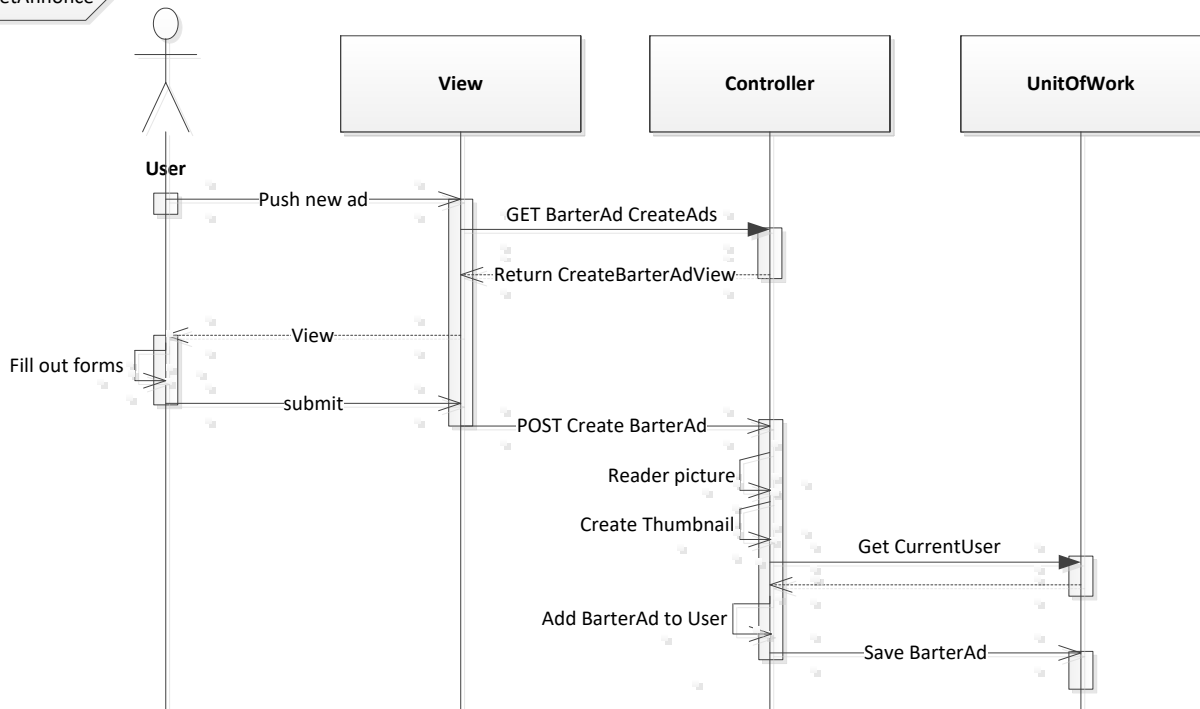 View
Controller
UnitOfWork
User
Push new ad
GET BarterAd CreateAds
Return CreateBarterAdView
View
Fill out forms
submit
POST Create BarterAd
Reader picture
Create Thumbnail
Get CurrentUser
Add BarterAd to User
Save BarterAd